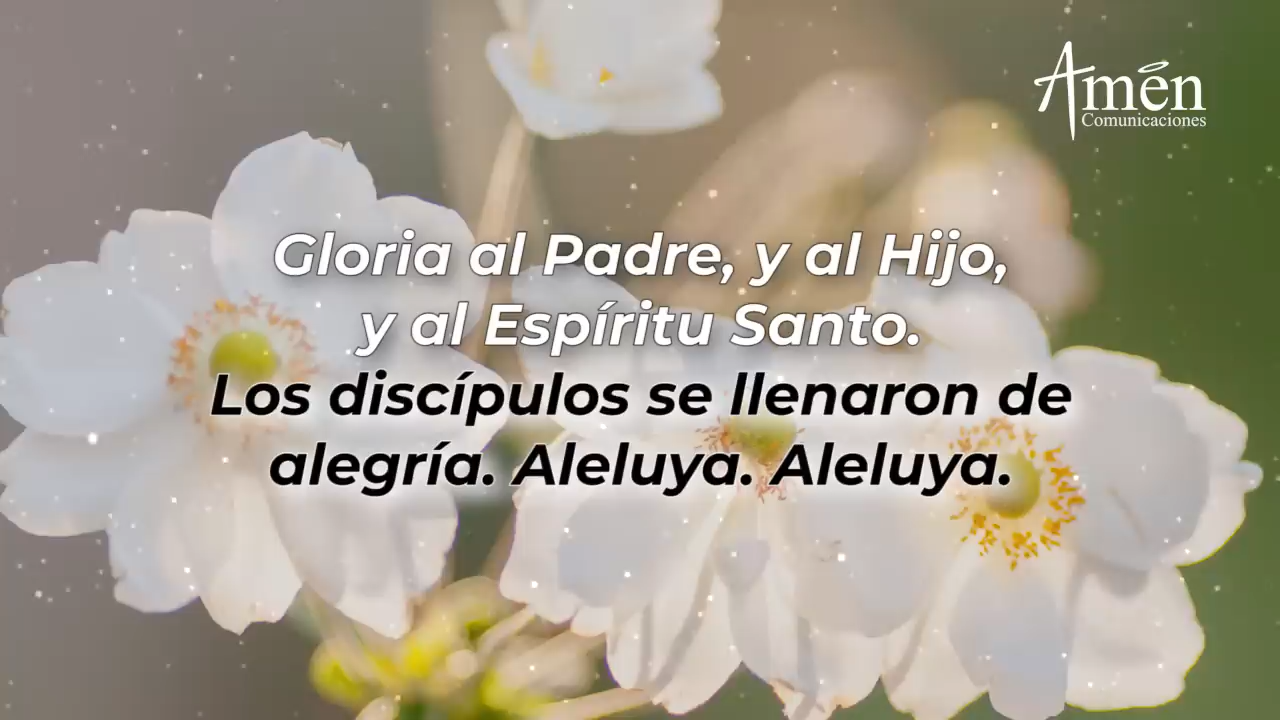 Amén
Comunicaciones
Gloria al Padre, y al Hijo,
y al Espíritu Santo.
Los discípulos se llenaron de
alegría. Aleluya. Aleluya.